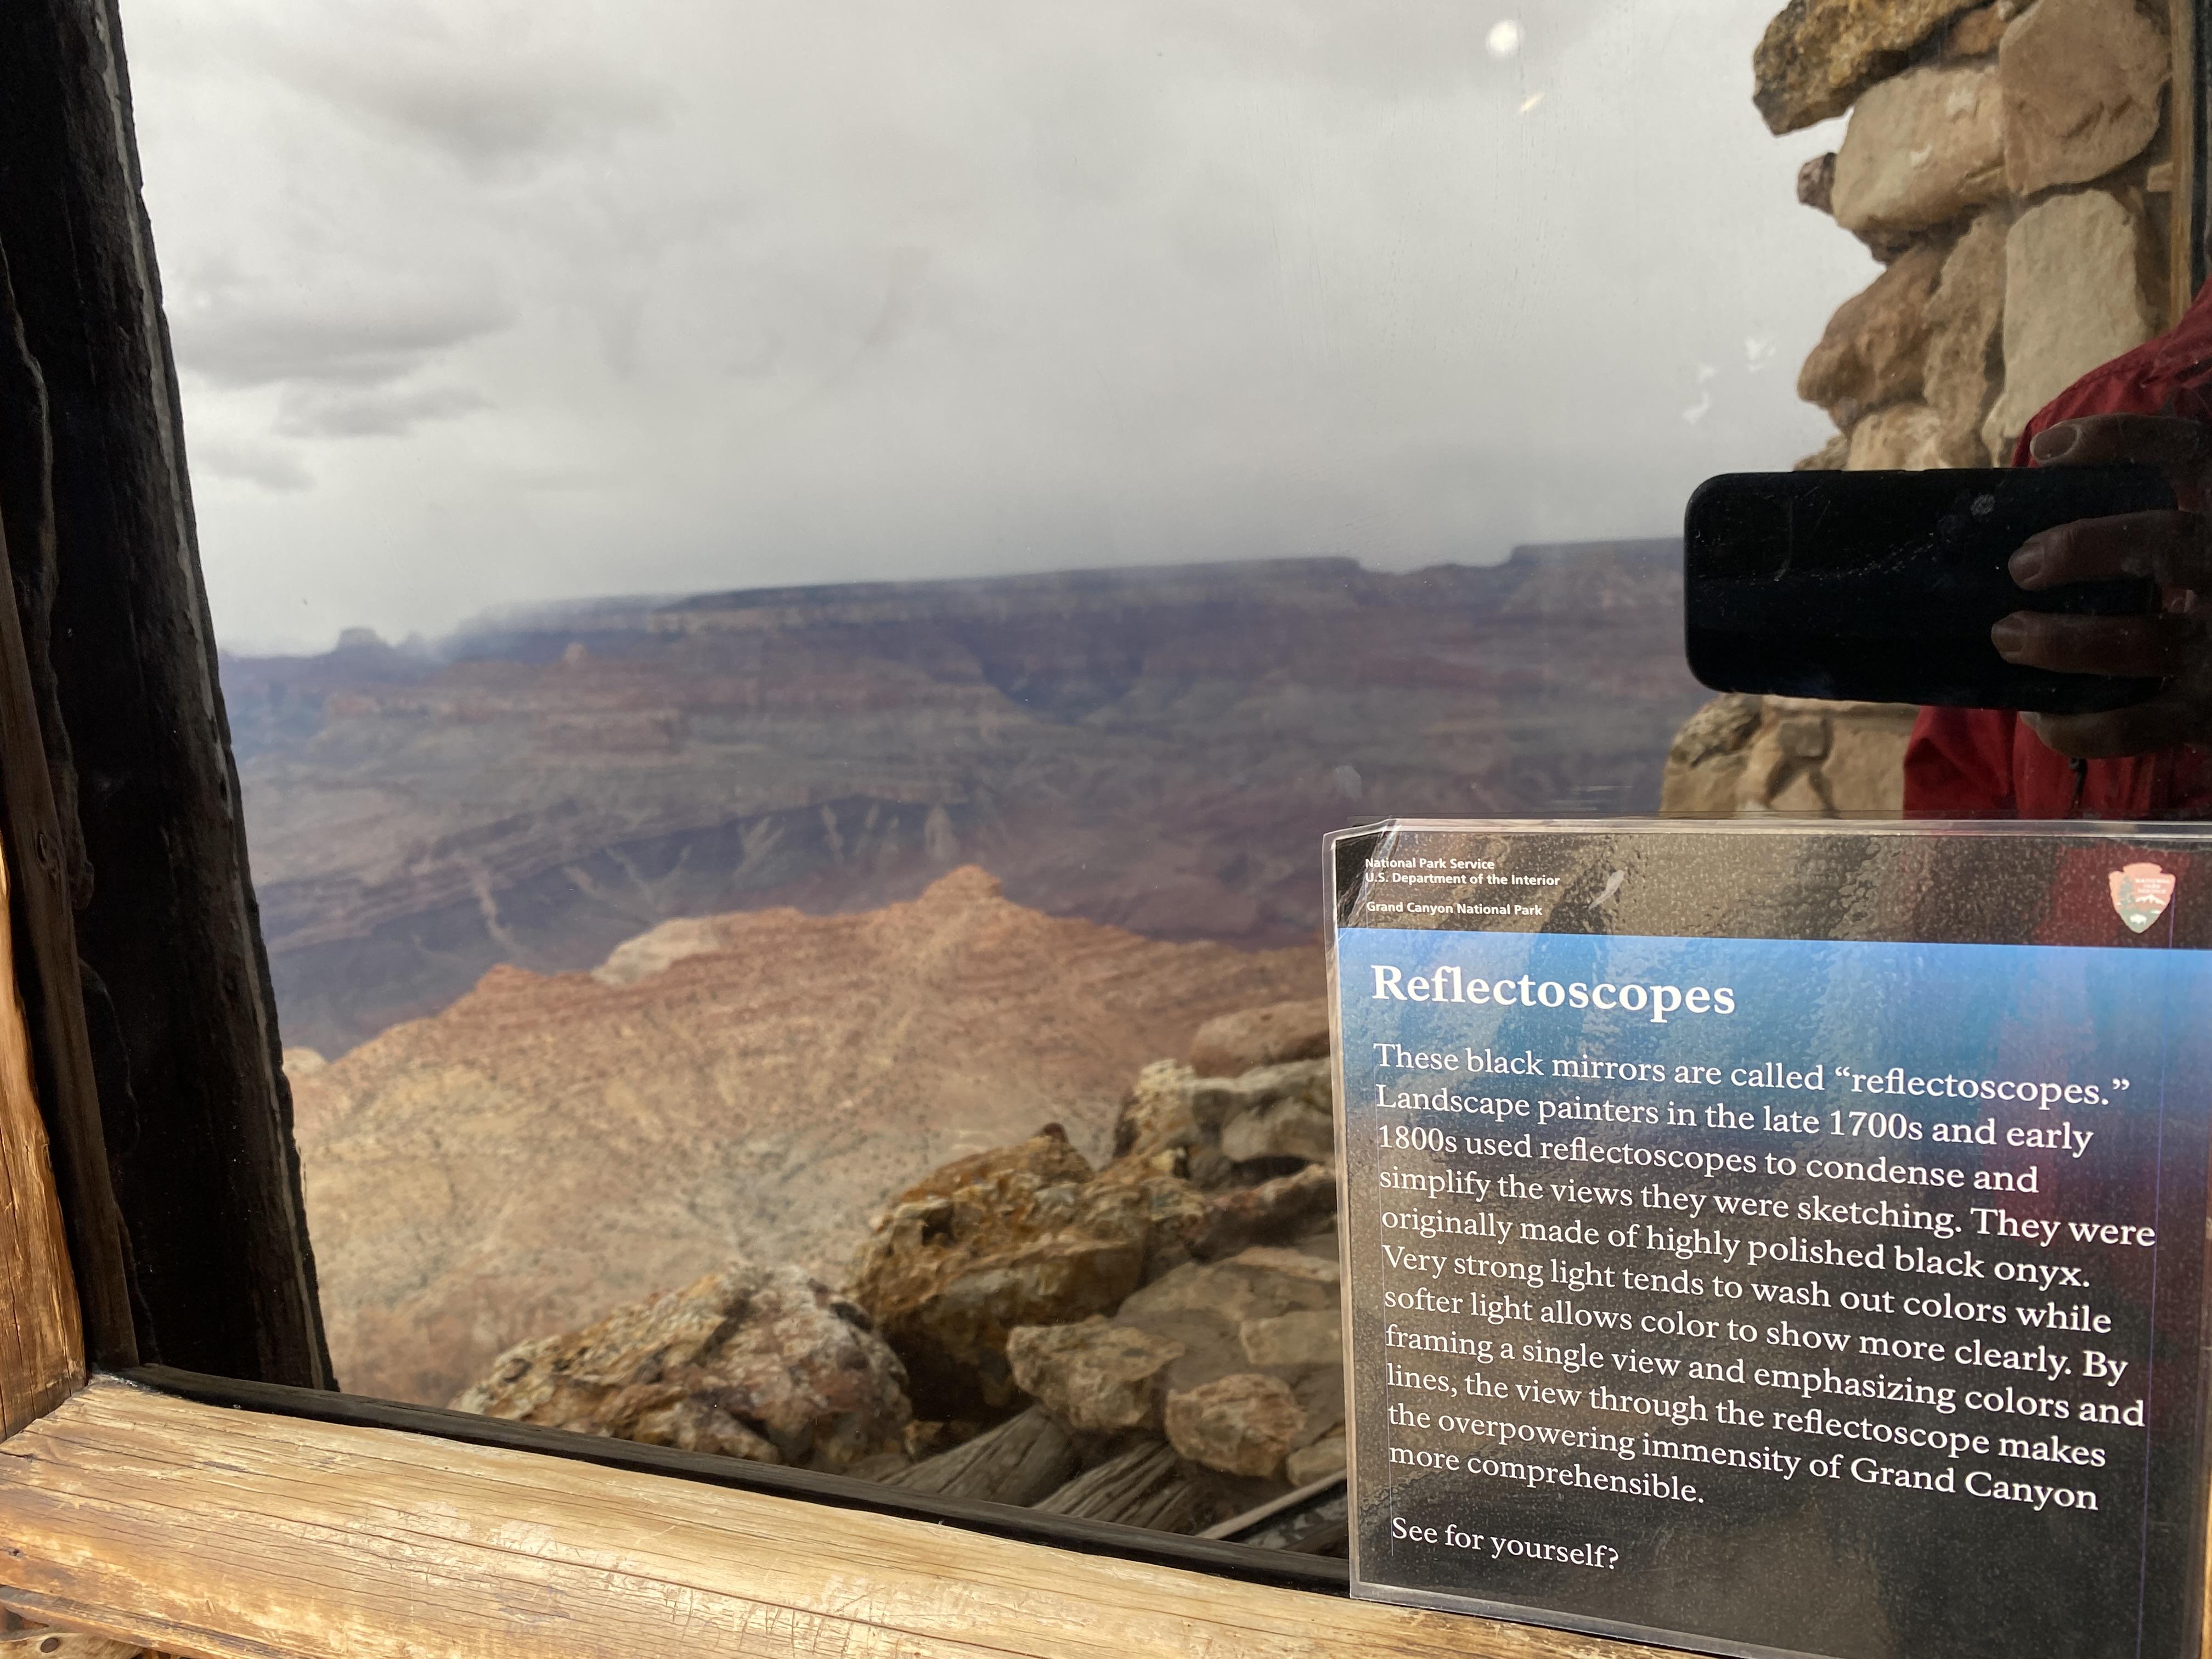 National Park Service
U.S. Department of the Interior
Grand Canyon National Park
NATIONAL
PARK
SERVICE
Reflectoscopes
These black mirrors are called “reflectoscopes.”
Landscape painters in the late 1700s and early
1800s used reflectoscopes to condense and
simplify the views they were sketching. They were
originally made of highly polished black onyx.
Very strong light tends to wash out colors while
softer light allows color to show more clearly. By
framing a single view and emphasizing colors and
lines, the view through the reflectoscope makes
the overpowering immensity of Grand Canyon
more comprehensible.
See for yourself?